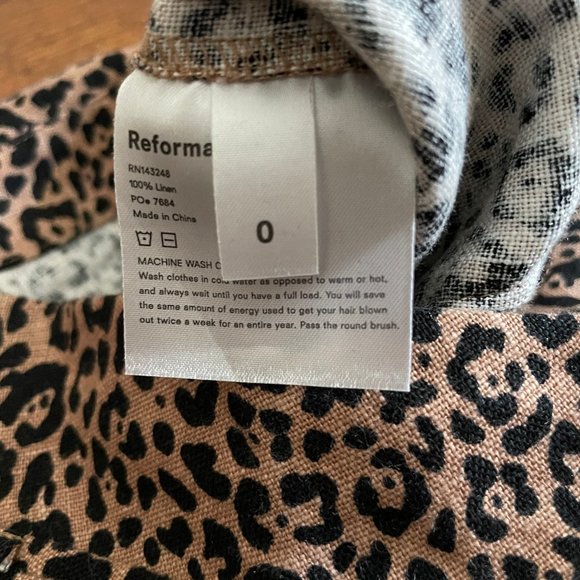 Reforma
RN143248
100% Linen
POe 7684
Made in China
0
MACHINE WASH C
Wash clothes in cold water as opposed to warm or hot,
and always wait until you have a full load. You will save
the same amount of energy used to get your hair blown
out twice a week for an entire year. Pass the round brush.